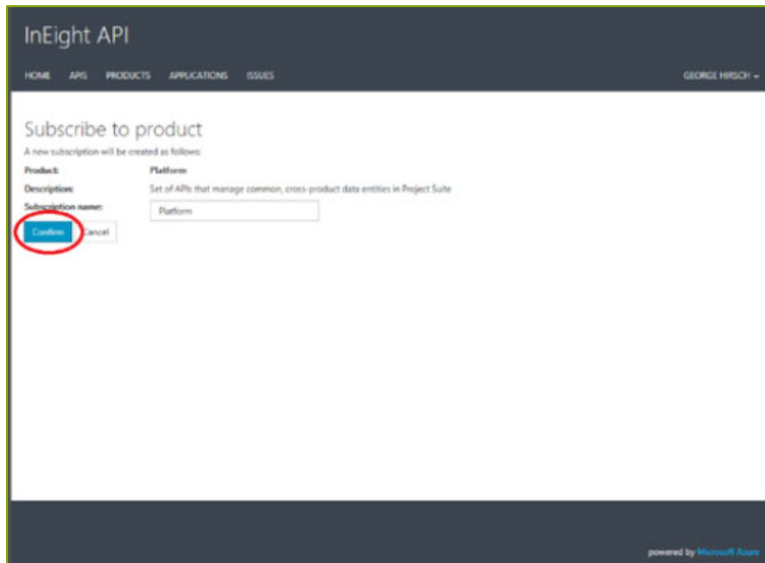 InEight API
HOME APIS PRODUCTS APPLICATIONS ISSUES GEORGE HIRSCH
Subscribe to product
A new subscription will be created as follows:
Product: Platform
Description: Set of APIs that manage common, cross-product data entities in Project Suite
Subscription name: Platform
Confirm Cancel
powered by Microsoft Azure